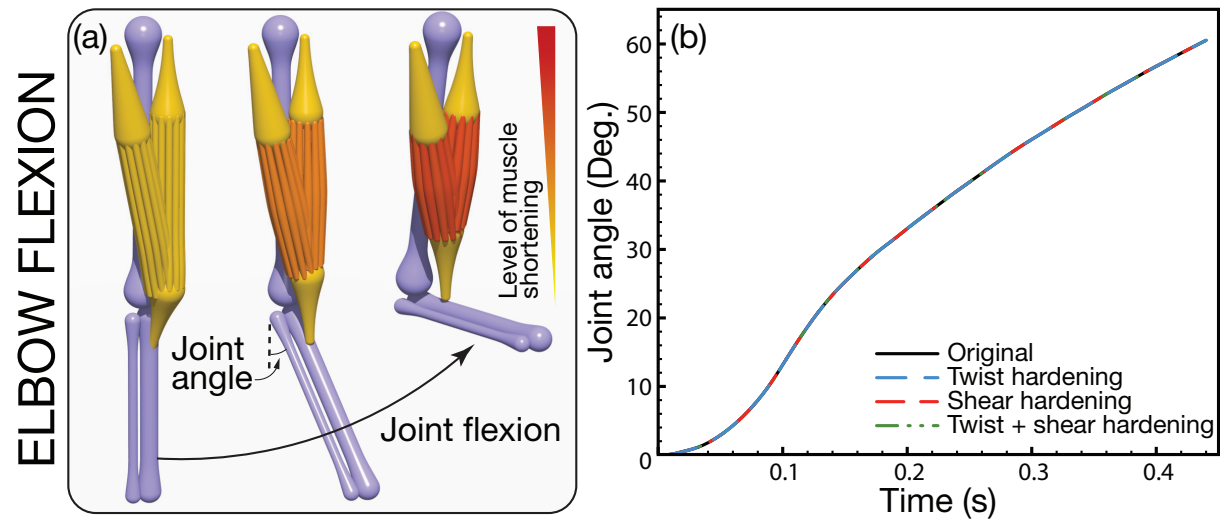 ELBOW FLEXION
(a)
Level of muscle
shortening
Joint
angle
Joint flexion
(b)
Joint angle (Deg.)
60
50
40
30
20
10
0
0.1
0.2
0.3
0.4
Time (s)
Original
Twist hardening
Shear hardening
Twist + shear hardening